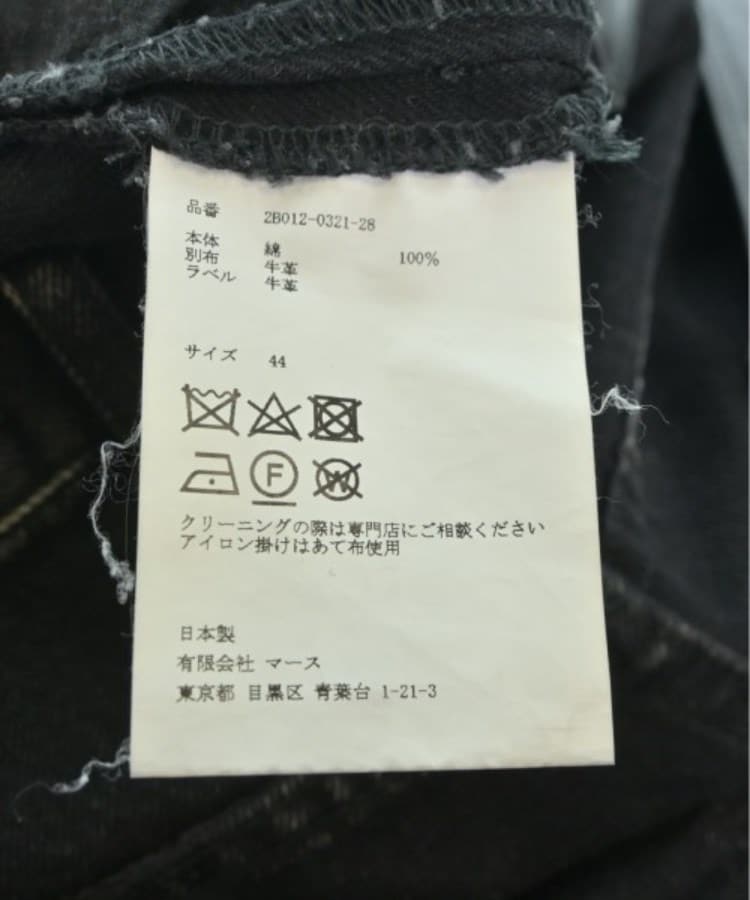 品番 2B012-0321-28
本体 綿 100%
別布 牛革
ラベル 牛革
サイズ 44
F
W
クリーニングの際は専門店にご相談ください
アイロン掛けはあて布使用
日本製
有限会社 マース
東京都 目黒区 青葉台 1-21-3